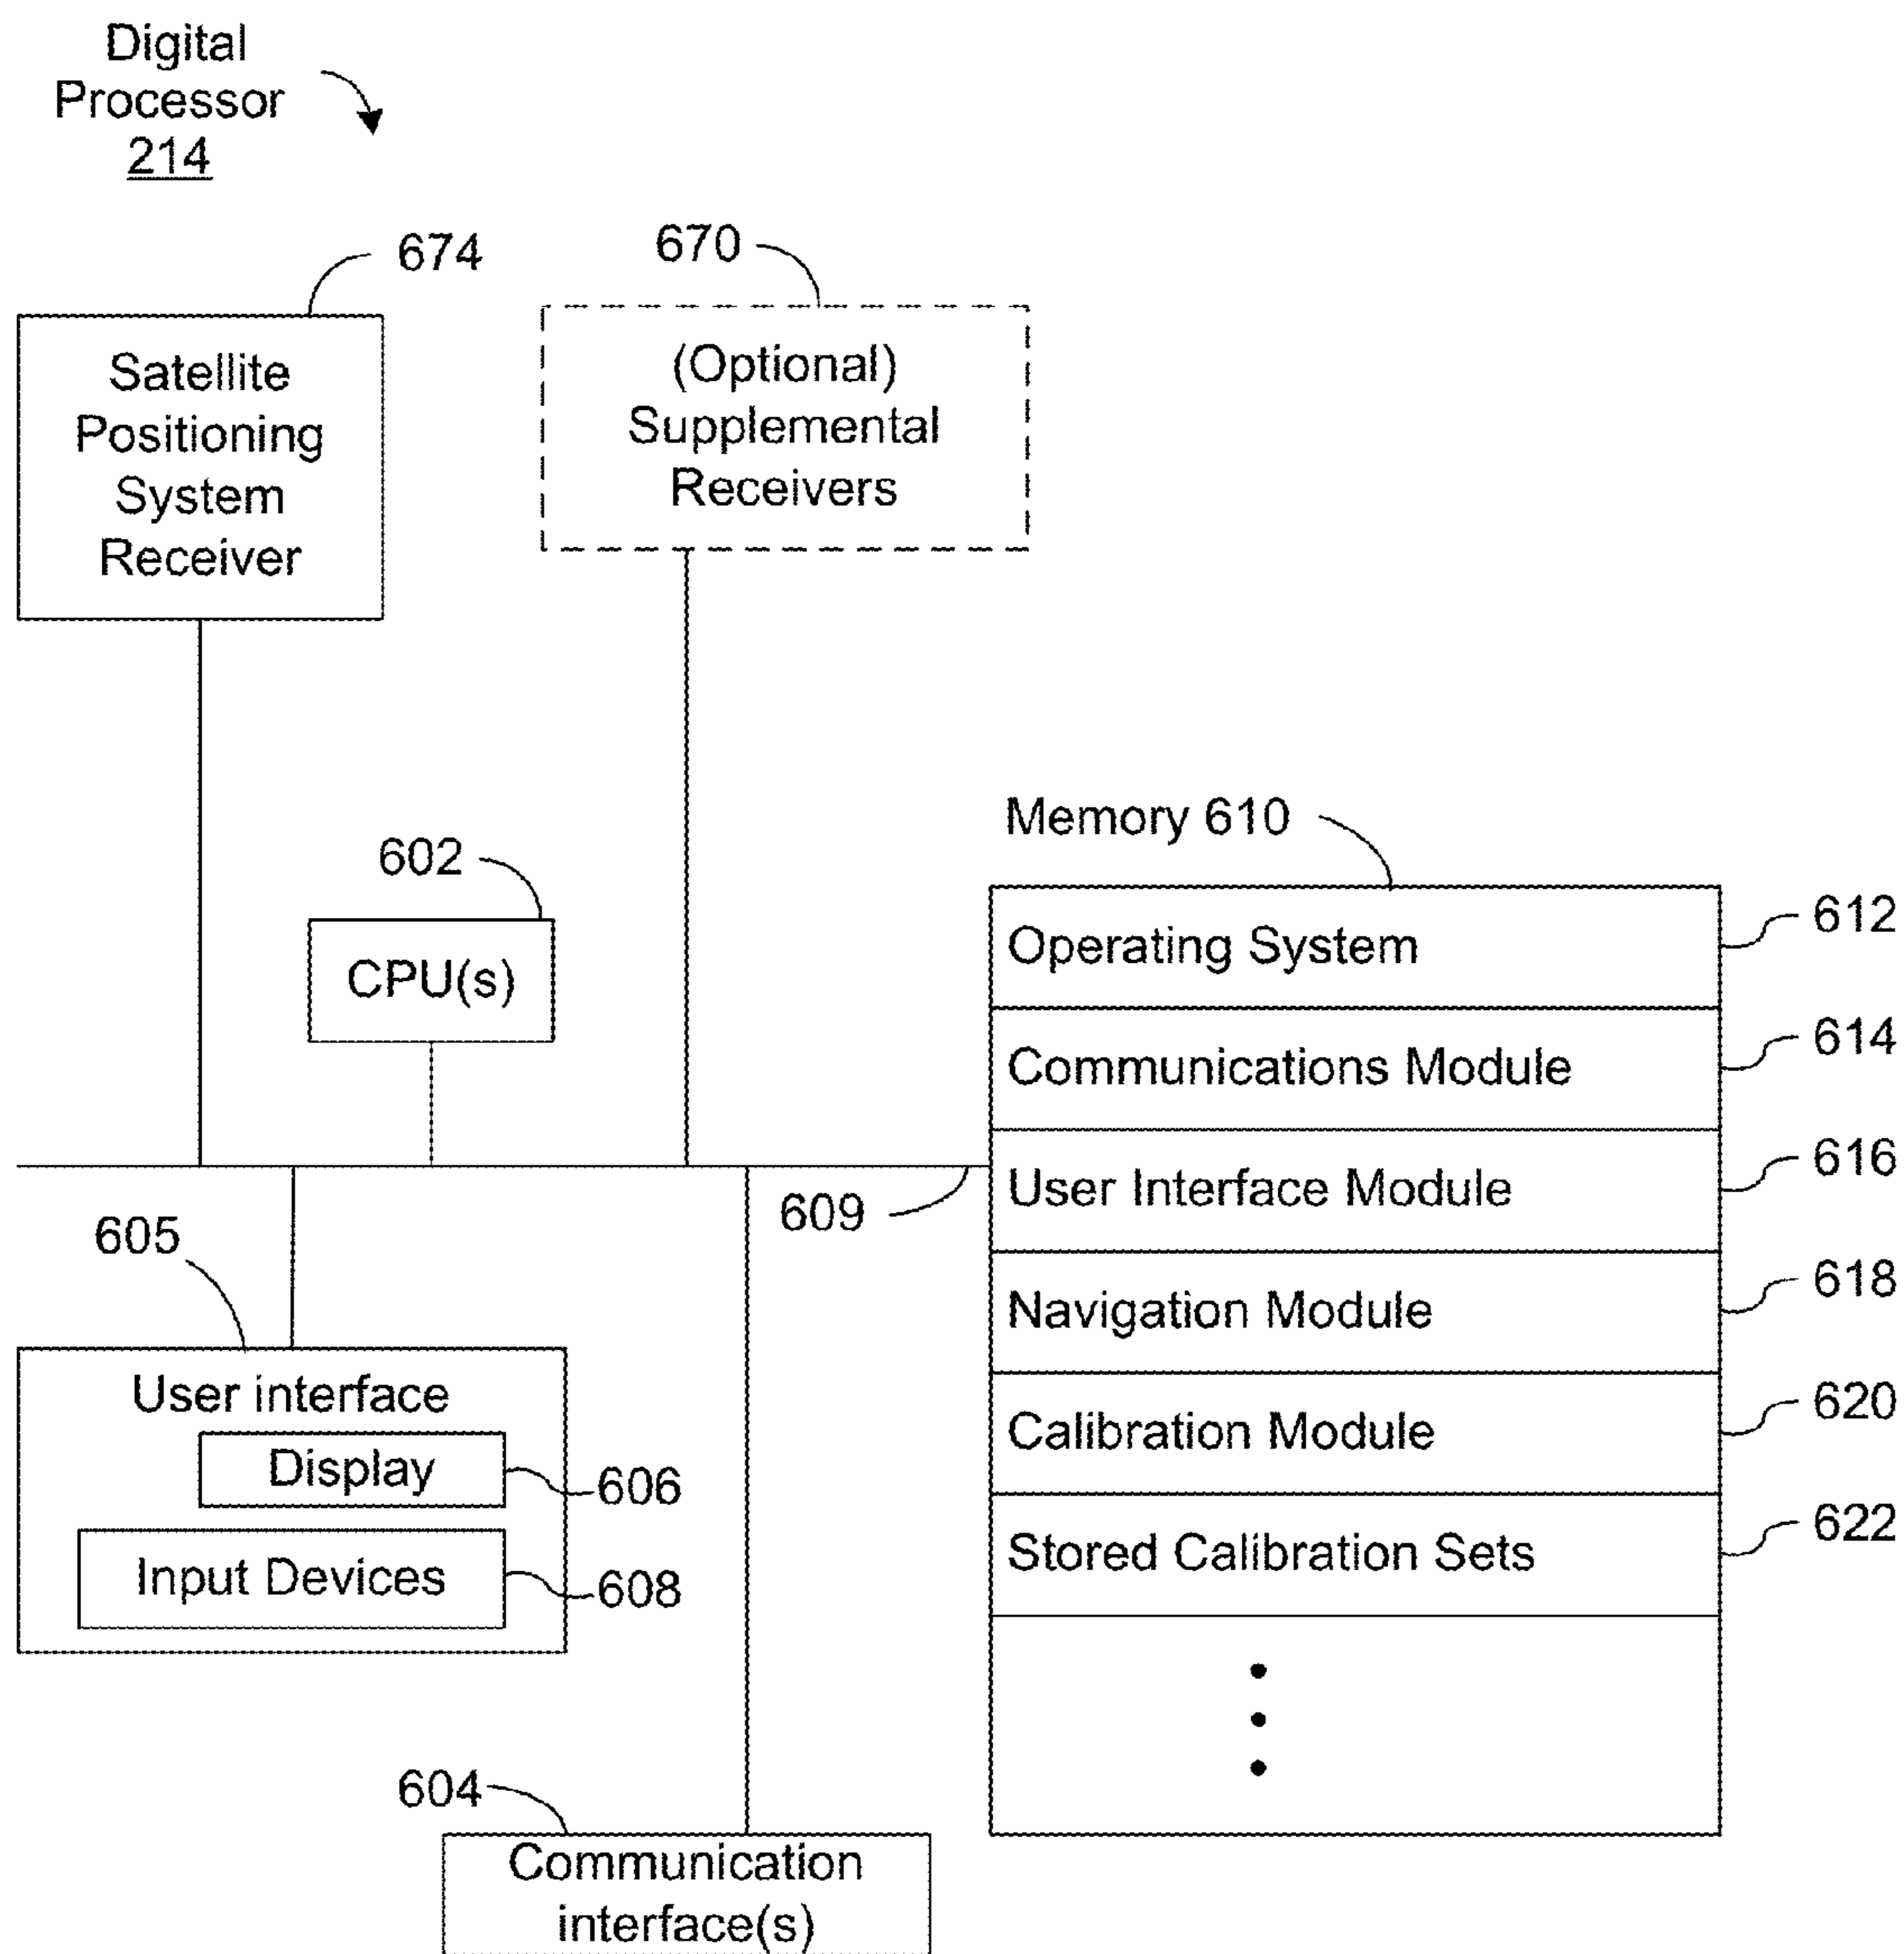 Digital
Processor
214
674
670
Satellite
Positioning
System
Receiver
(Optional)
Supplemental
Receivers
602
CPU(s)
Memory 610
Operating System
612
Communications Module
614
User Interface Module
616
Navigation Module
618
Calibration Module
620
Stored Calibration Sets
622
609
605
User interface
Display
606
Input Devices
608
604
Communication
interface(s)